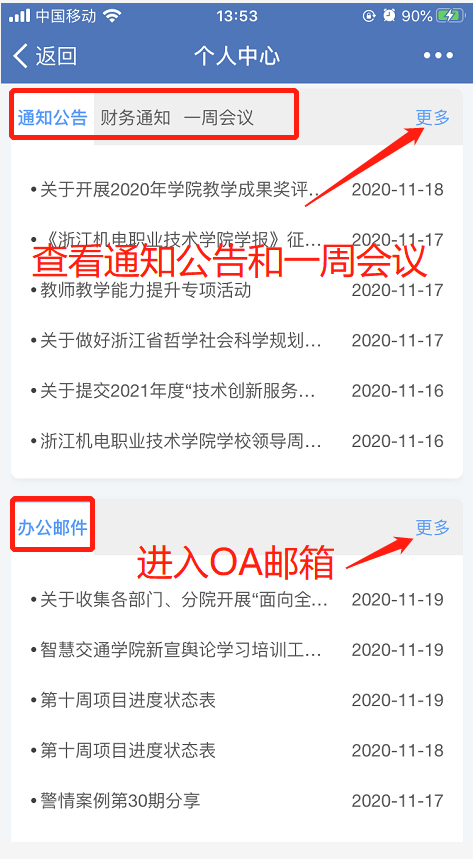 中国移动 13:53 90%
返回 个人中心
通知公告 财务通知 一周会议 更多
•关于开展2020年学院教学成果奖评... 2020-11-18
•《浙江机电职业技术学院学报》征... 2020-11-17
查看通知公告和一周会议
•教师教学能力提升专项活动 2020-11-17
•关于做好浙江省哲学社会科学规划... 2020-11-17
•关于提交2021年度“技术创新服务... 2020-11-16
•浙江机电职业技术学院学校领导周... 2020-11-16
办公邮件 更多
进入OA邮箱
•关于收集各部门、分院开展“面向全... 2020-11-19
•智慧交通学院新宣舆论学习培训工... 2020-11-19
•第十周项目进度状态表 2020-11-19
•第十周项目进度状态表 2020-11-18
•警情案例第30期分享 2020-11-17